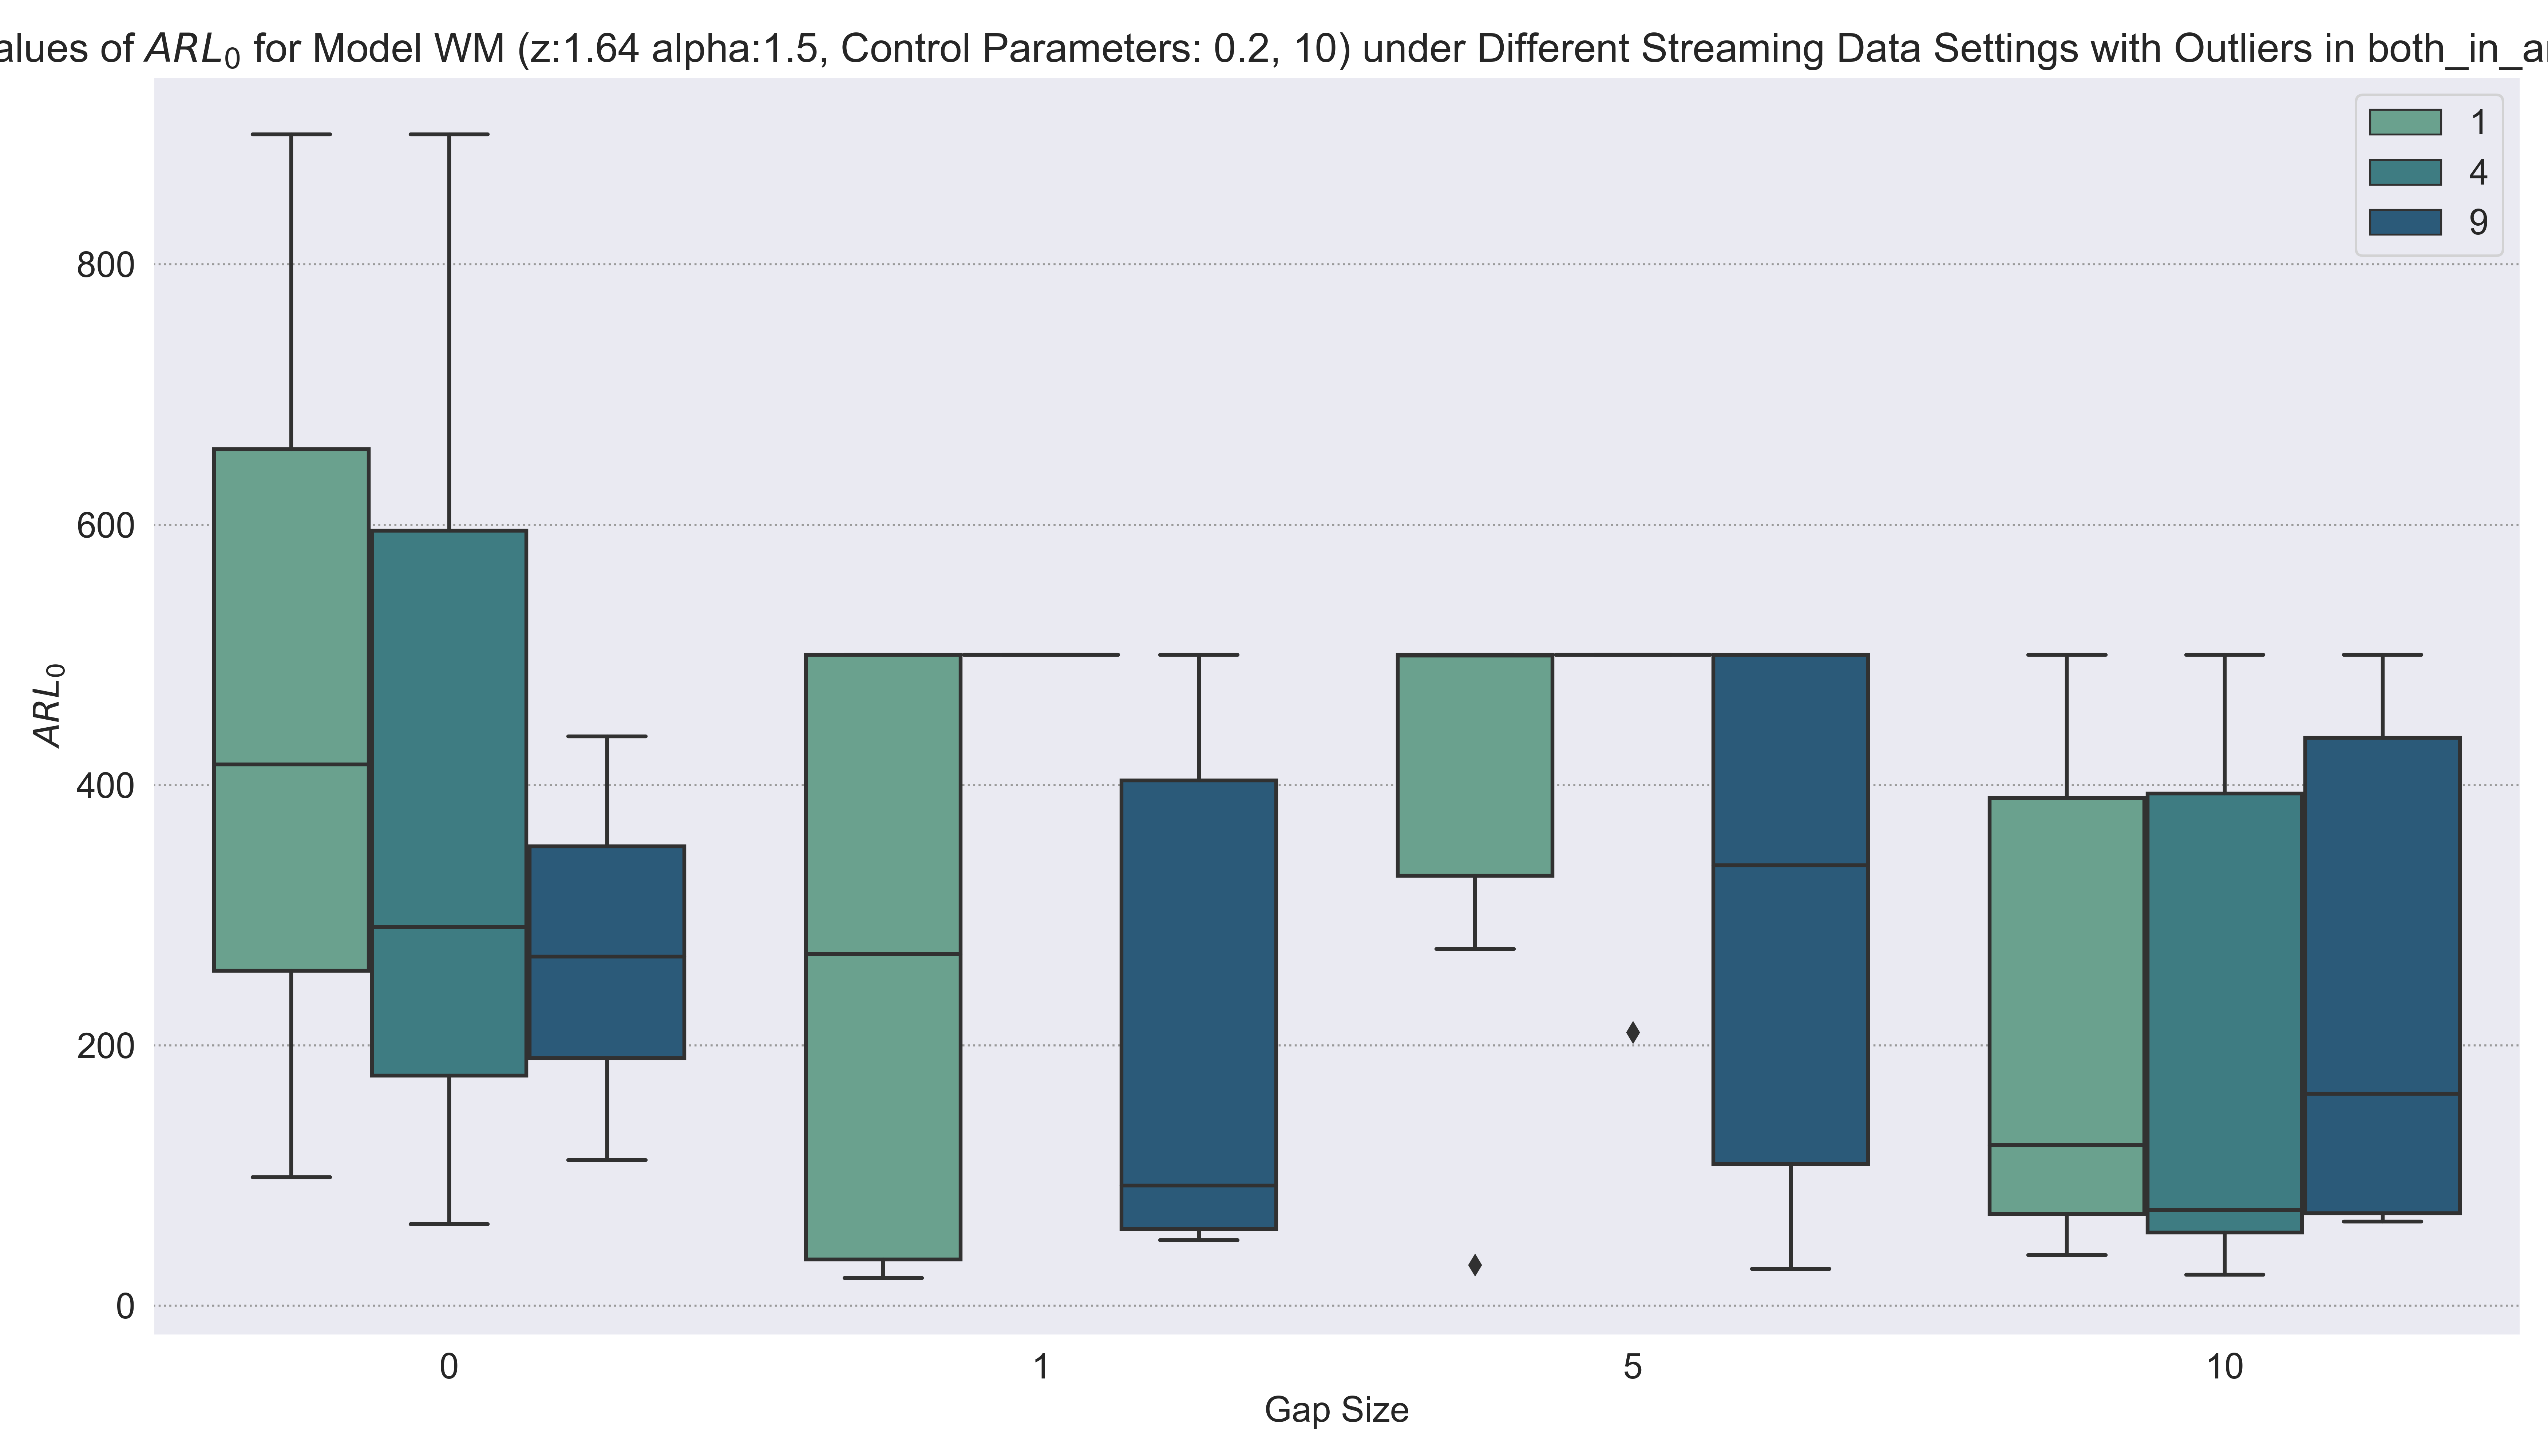 alues of ARL₀ for Model WM (z:1.64 alpha:1.5, Control Parameters: 0.2, 10) under Different Streaming Data Settings with Outliers in both_in_a
1
4
9
800
600
400
200
0
ARL₀
0 1 5 10
Gap Size